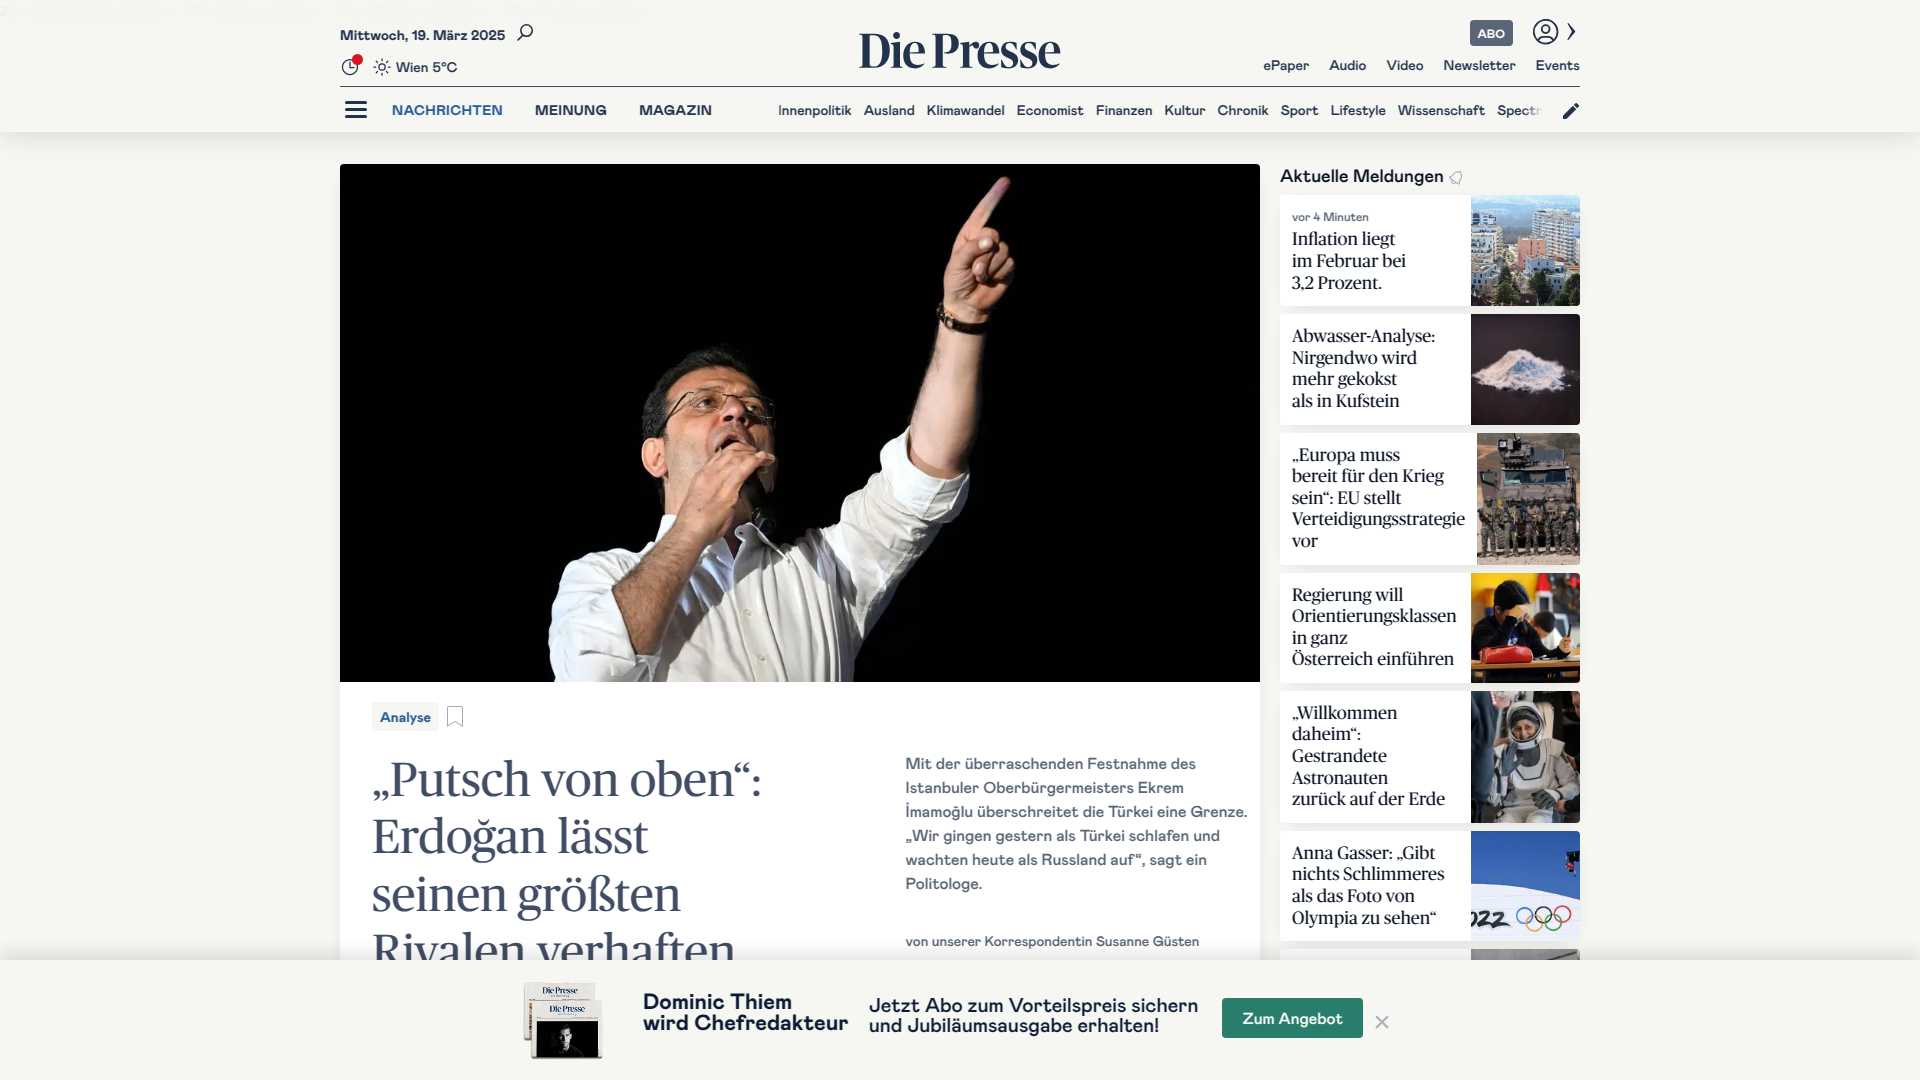 Mittwoch, 19. März 2025
Wien 5°C
Die Presse
ABO
ePaper Audio Video Newsletter Events
NACHRICHTEN MEINUNG MAGAZIN
Innenpolitik Ausland Klimawandel Economist Finanzen Kultur Chronik Sport Lifestyle Wissenschaft Spectr
Analyse
„Putsch von oben“:
Erdoğan lässt
seinen größten
Rivalen verhaften
Mit der überraschenden Festnahme des
Istanbuler Oberbürgermeisters Ekrem
İmamoğlu überschreitet die Türkei eine Grenze.
„Wir gingen gestern als Türkei schlafen und
wachten heute als Russland auf“, sagt ein
Politologe.
von unserer Korrespondentin Susanne Güsten
Aktuelle Meldungen
vor 4 Minuten
Inflation liegt
im Februar bei
3,2 Prozent.
Abwasser-Analyse:
Nirgendwo wird
mehr gekokst
als in Kufstein
„Europa muss
bereit für den Krieg
sein“: EU stellt
Verteidigungsstrategie
vor
Regierung will
Orientierungsklassen
in ganz
Österreich einführen
„Willkommen
daheim“:
Gestrandete
Astronauten
zurück auf der Erde
Anna Gasser: „Gibt
nichts Schlimmeres
als das Foto von
Olympia zu sehen“
022
Die Presse
Die Presse
Dominic Thiem
wird Chefredakteur
Jetzt Abo zum Vorteilspreis sichern
und Jubiläumsausgabe erhalten!
Zum Angebot